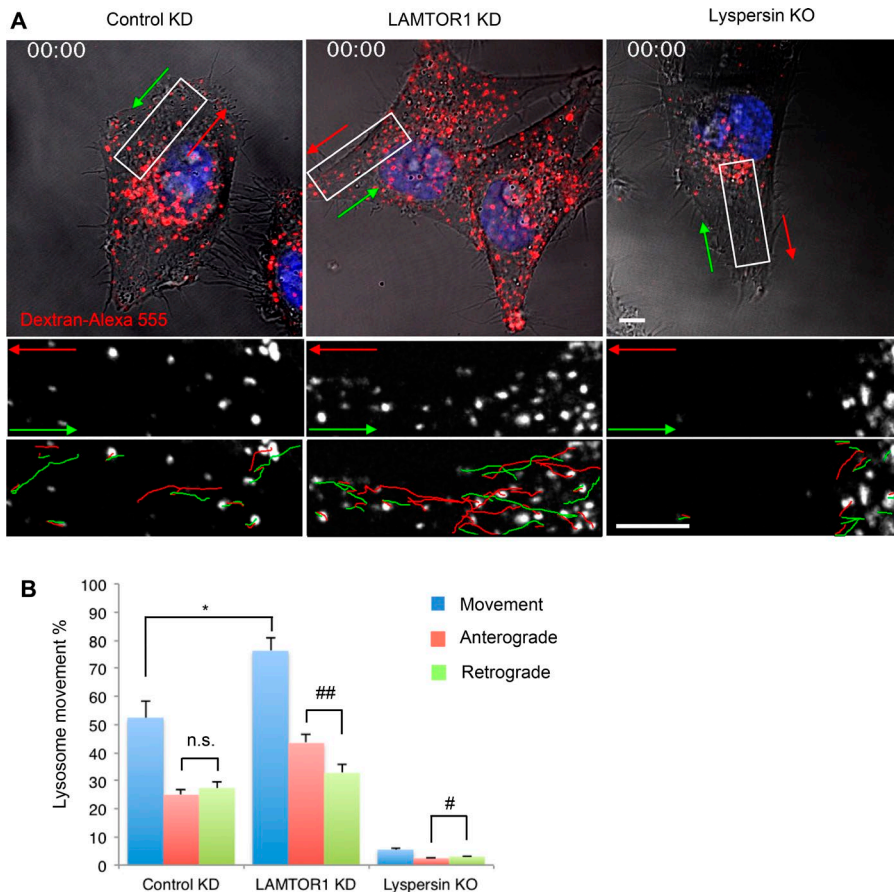 A
Control KD
LAMTOR1 KD
Lyspersin KO
00:00
00:00
00:00
Dextran-Alexa 555
B
Lysosome movement %
100
90
80
70
60
50
40
30
20
10
0
*
n.s.
##
#
Movement
Anterograde
Retrograde
Control KD
LAMTOR1 KD
Lyspersin KO